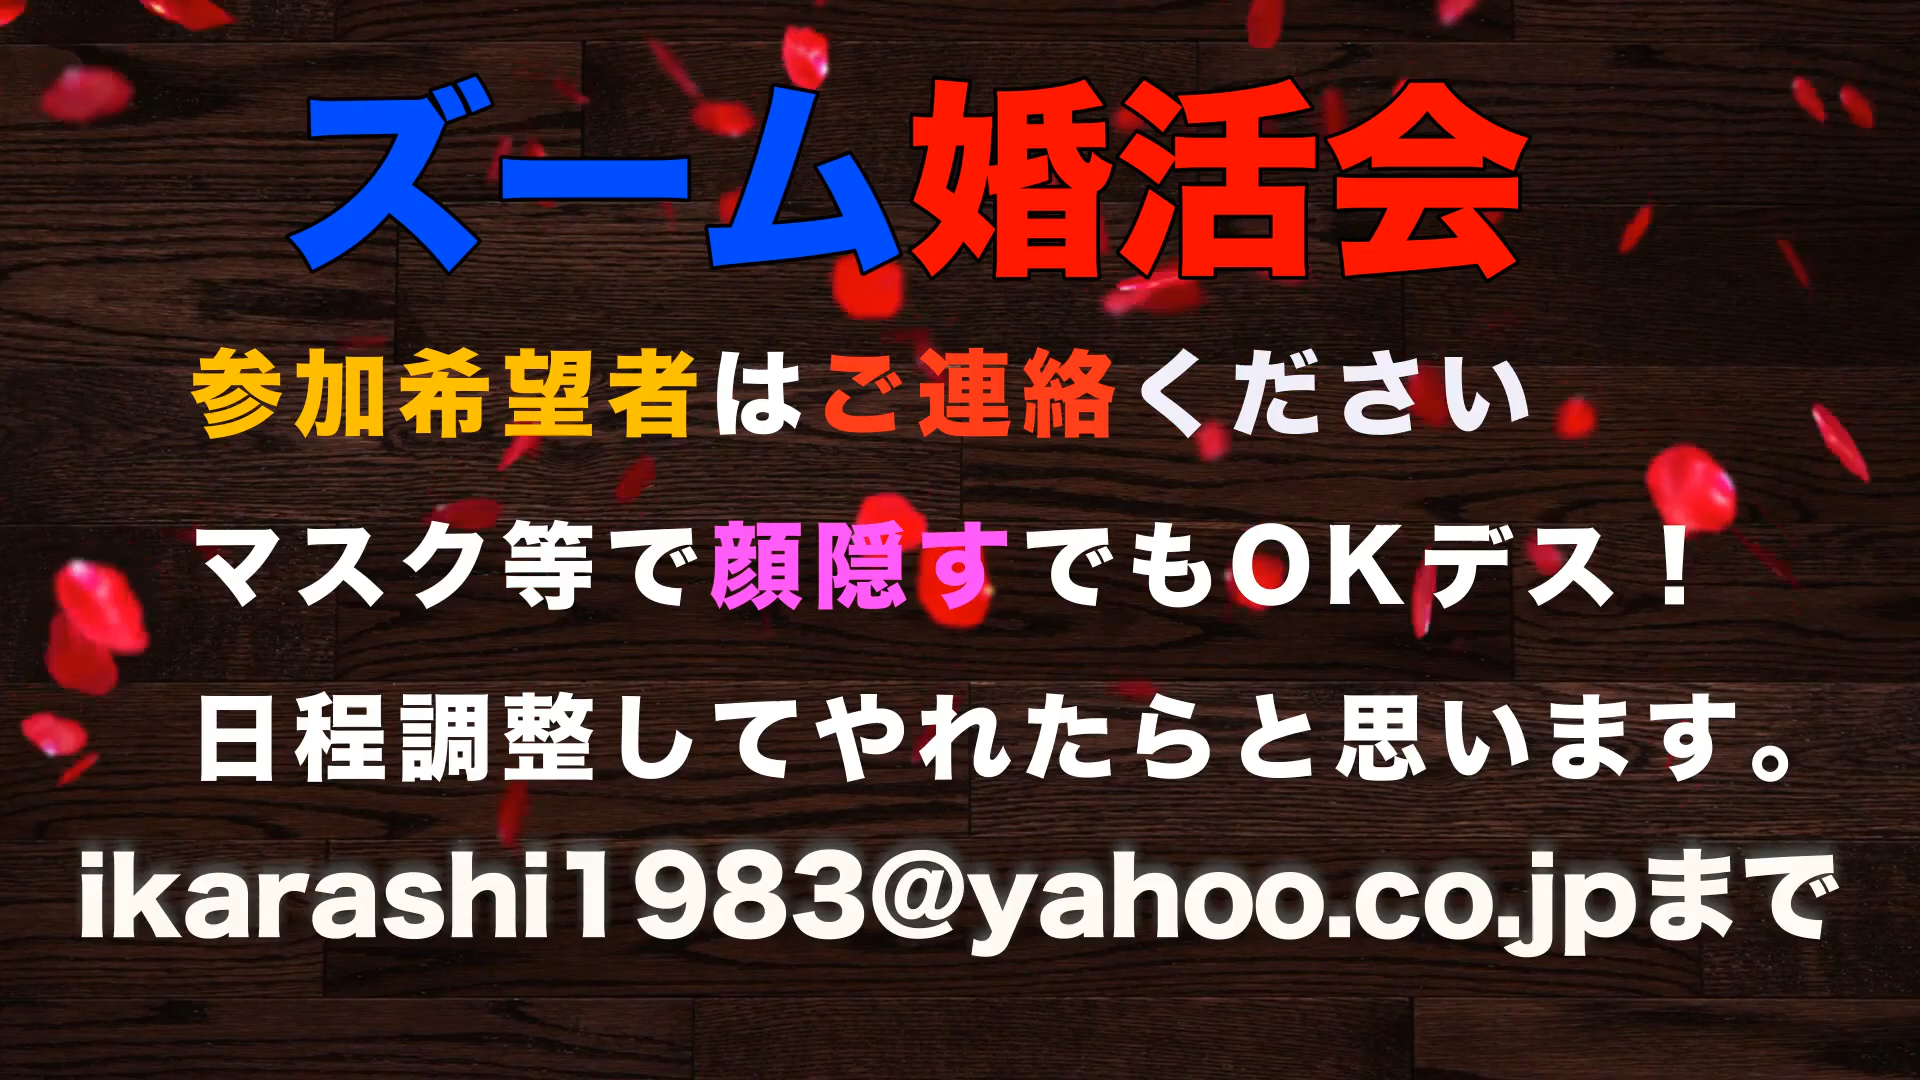 ズーム婚活会
参加希望者はご連絡ください
マスク等で顔隠すでもOKデス！
日程調整してやれたらと思います。
ikarashi1983@yahoo.co.jpまで